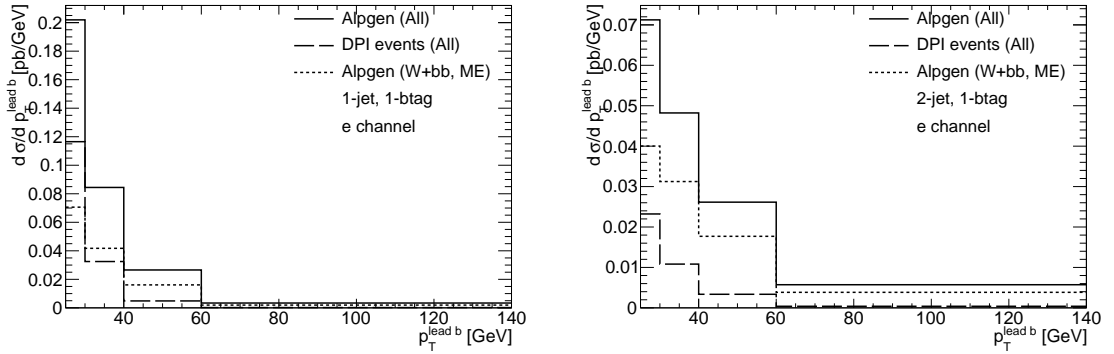 Alpgen (All)
DPI events (All)
Alpgen (W+bb, ME)
1-jet, 1-btag
e channel
dσ/d p_T^lead b [pb/GeV]
0.2
0.18
0.16
0.14
0.12
0.1
0.08
0.06
0.04
0.02
0
40 60 80 100 120 140
p_T^lead b [GeV]
Alpgen (All)
DPI events (All)
Alpgen (W+bb, ME)
2-jet, 1-btag
e channel
dσ/d p_T^lead b [pb/GeV]
0.07
0.06
0.05
0.04
0.03
0.02
0.01
0
40 60 80 100 120 140
p_T^lead b [GeV]